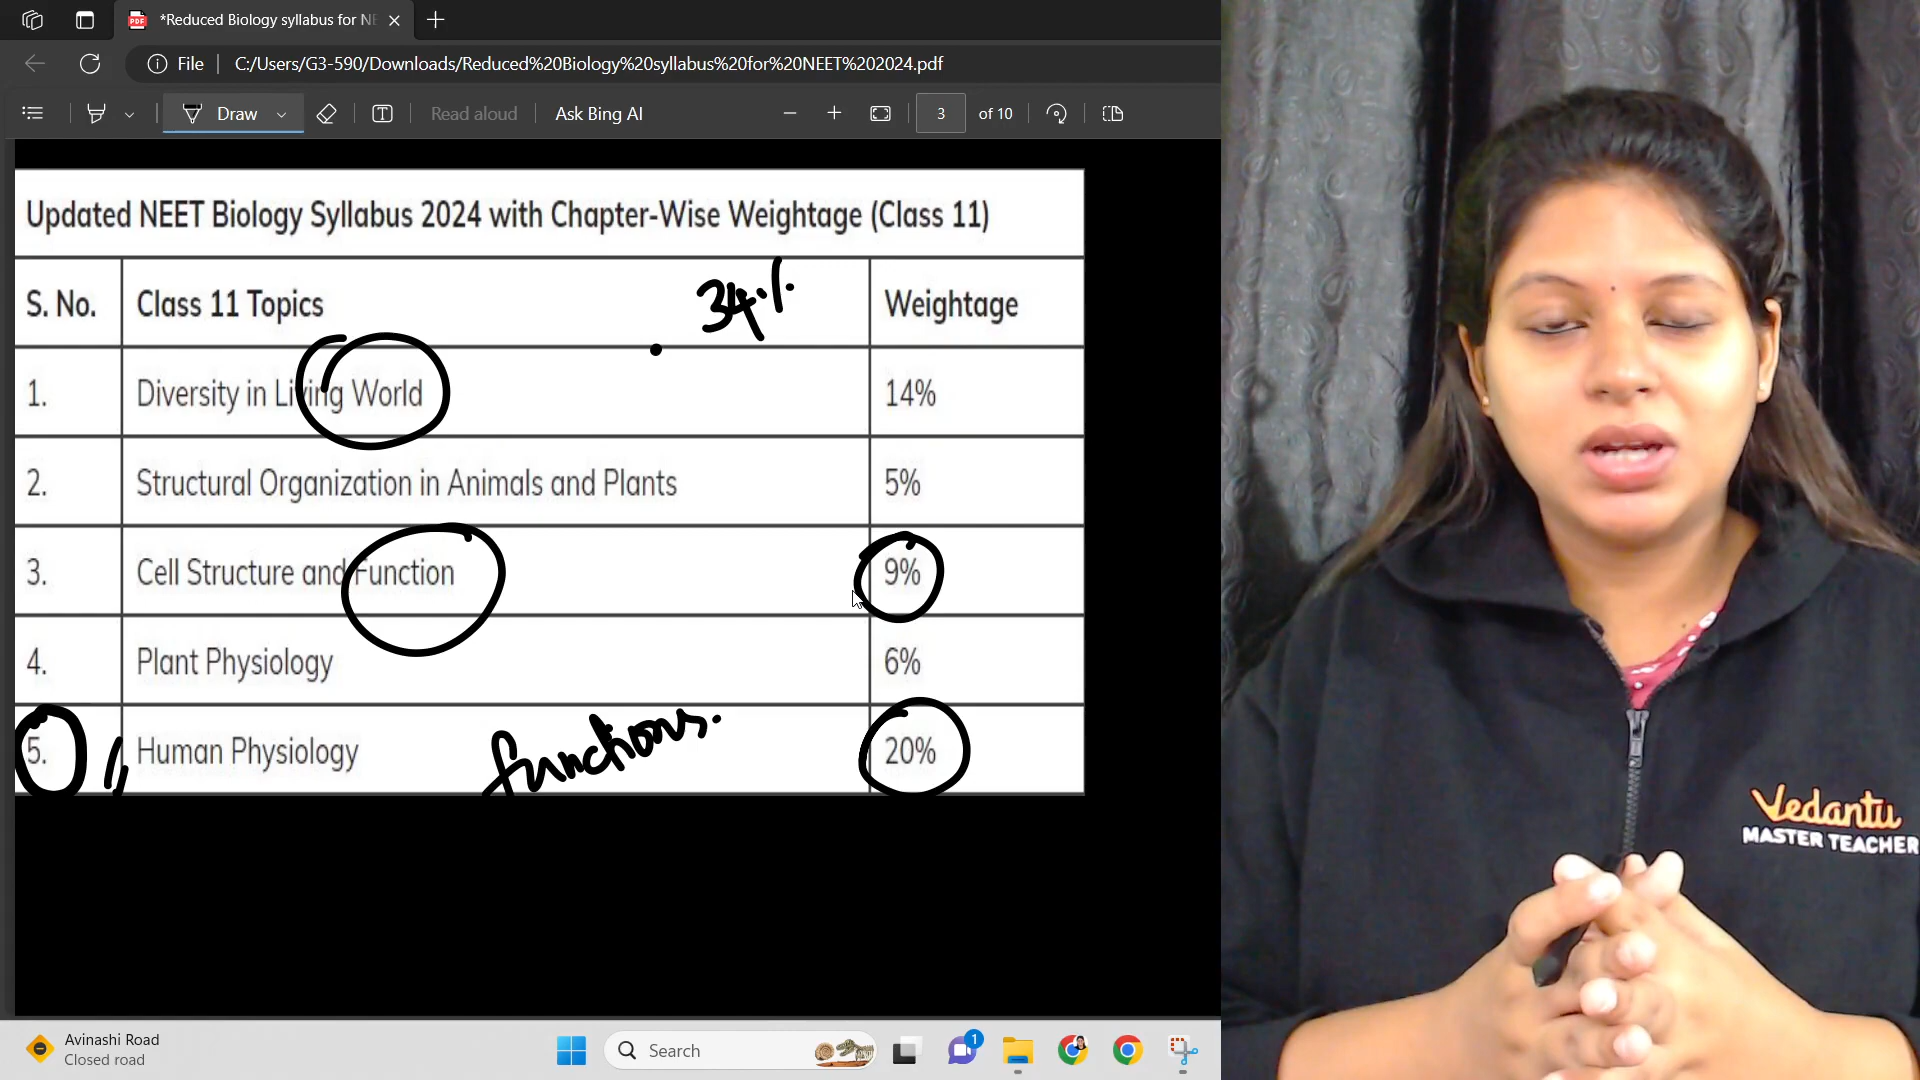 *Reduced Biology syllabus for NE
File
C:/Users/G3-590/Downloads/Reduced%20Biology%20syllabus%20for%20NEET%202024.pdf
Draw
Read aloud
Ask Bing AI
3
of 10
Updated NEET Biology Syllabus 2024 with Chapter-Wise Weightage (Class 11)
S. No. Class 11 Topics Weightage
34%
1. Diversity in Living World 14%
2. Structural Organization in Animals and Plants 5%
3. Cell Structure and Function 9%
4. Plant Physiology 6%
5. Human Physiology 20%
functions.
Vedantu
MASTER TEACHER
Avinashi Road
Closed road
Search
1